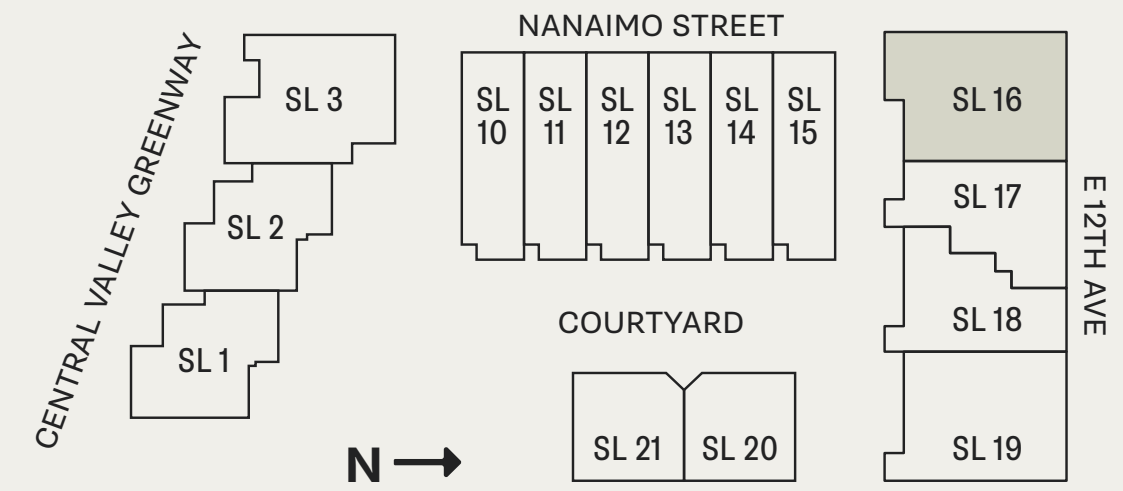 NANAIMO STREET
CENTRAL VALLEY GREENWAY
SL 3
SL
10
SL
11
SL
12
SL
13
SL
14
SL
15
SL 16
SL 2
SL 17
E 12TH AVE
SL 1
COURTYARD
SL 18
SL 21
SL 20
SL 19
N